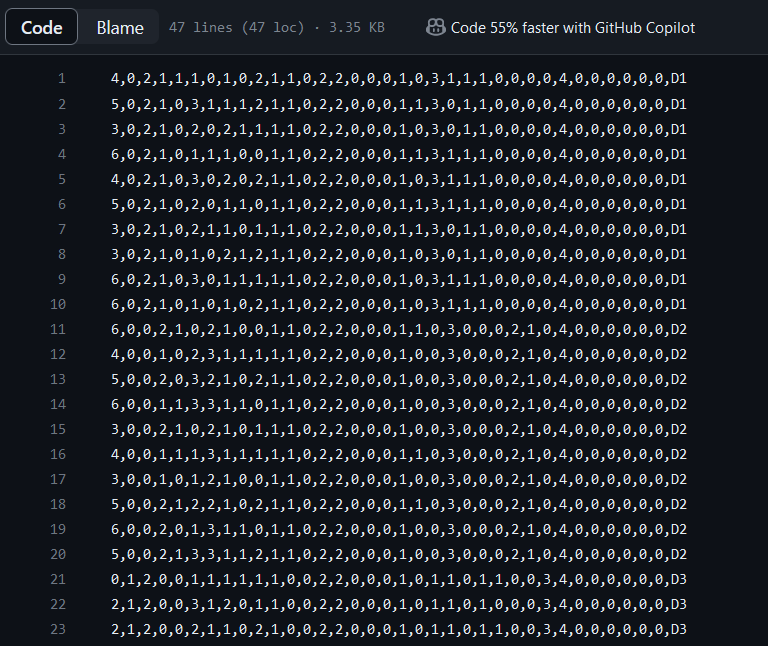 Code Blame 47 lines (47 loc) · 3.35 KB Code 55% faster with GitHub Copilot
1 4,0,2,1,1,1,0,1,0,2,1,1,0,2,2,0,0,0,1,0,3,1,1,1,0,0,0,0,4,0,0,0,0,0,0,D1
2 5,0,2,1,0,3,1,1,1,2,1,1,0,2,2,0,0,0,1,1,3,0,1,1,0,0,0,0,4,0,0,0,0,0,0,D1
3 3,0,2,1,0,2,0,2,1,1,1,1,0,2,2,0,0,0,1,0,3,0,1,1,0,0,0,0,4,0,0,0,0,0,0,D1
4 6,0,2,1,0,1,1,1,0,0,1,1,0,2,2,0,0,0,1,1,3,1,1,1,0,0,0,0,4,0,0,0,0,0,0,D1
5 4,0,2,1,0,3,0,2,0,2,1,1,0,2,2,0,0,0,1,0,3,1,1,1,0,0,0,0,4,0,0,0,0,0,0,D1
6 5,0,2,1,0,2,0,1,1,0,1,1,0,2,2,0,0,0,1,1,3,1,1,1,0,0,0,0,4,0,0,0,0,0,0,D1
7 3,0,2,1,0,2,1,1,0,1,1,1,0,2,2,0,0,0,1,1,3,0,1,1,0,0,0,0,4,0,0,0,0,0,0,D1
8 3,0,2,1,0,1,0,2,1,2,1,1,0,2,2,0,0,0,1,0,3,0,1,1,0,0,0,0,4,0,0,0,0,0,0,D1
9 6,0,2,1,0,3,0,1,1,1,1,1,0,2,2,0,0,0,1,0,3,1,1,1,0,0,0,0,4,0,0,0,0,0,0,D1
10 6,0,2,1,0,1,0,1,0,2,1,1,0,2,2,0,0,0,1,0,3,1,1,1,0,0,0,0,4,0,0,0,0,0,0,D1
11 6,0,0,2,1,0,2,1,0,0,1,1,0,2,2,0,0,0,1,1,0,3,0,0,0,2,1,0,4,0,0,0,0,0,0,D2
12 4,0,0,1,0,2,3,1,1,1,1,1,0,2,2,0,0,0,1,0,0,3,0,0,0,2,1,0,4,0,0,0,0,0,0,D2
13 5,0,0,2,0,3,2,1,0,2,1,1,0,2,2,0,0,0,1,0,0,3,0,0,0,2,1,0,4,0,0,0,0,0,0,D2
14 6,0,0,1,1,3,3,1,1,0,1,1,0,2,2,0,0,0,1,0,0,3,0,0,0,2,1,0,4,0,0,0,0,0,0,D2
15 3,0,0,2,1,0,2,1,0,1,1,1,0,2,2,0,0,0,1,0,0,3,0,0,0,2,1,0,4,0,0,0,0,0,0,D2
16 4,0,0,1,1,1,3,1,1,1,1,1,0,2,2,0,0,0,1,0,0,3,0,0,0,2,1,0,4,0,0,0,0,0,0,D2
17 3,0,0,1,0,1,2,1,0,0,1,1,0,2,2,0,0,0,1,0,0,3,0,0,0,2,1,0,4,0,0,0,0,0,0,D2
18 5,0,0,2,1,2,2,1,0,2,1,1,0,2,2,0,0,0,1,1,0,3,0,0,0,2,1,0,4,0,0,0,0,0,0,D2
19 6,0,0,2,0,1,3,1,1,0,1,1,0,2,2,0,0,0,1,0,0,3,0,0,0,2,1,0,4,0,0,0,0,0,0,D2
20 5,0,0,2,1,3,3,1,1,2,1,1,0,2,2,0,0,0,1,0,0,3,0,0,0,2,1,0,4,0,0,0,0,0,0,D2
21 0,1,2,0,0,1,1,1,1,1,1,0,0,2,2,0,0,0,1,0,1,1,0,1,1,0,0,3,4,0,0,0,0,0,0,D3
22 2,1,2,0,0,3,1,2,0,1,1,0,0,2,2,0,0,0,1,0,1,1,0,1,0,0,0,3,4,0,0,0,0,0,0,D3
23 2,1,2,0,0,2,1,1,0,2,1,0,0,2,2,0,0,0,1,0,1,1,0,1,1,0,0,3,4,0,0,0,0,0,0,D3